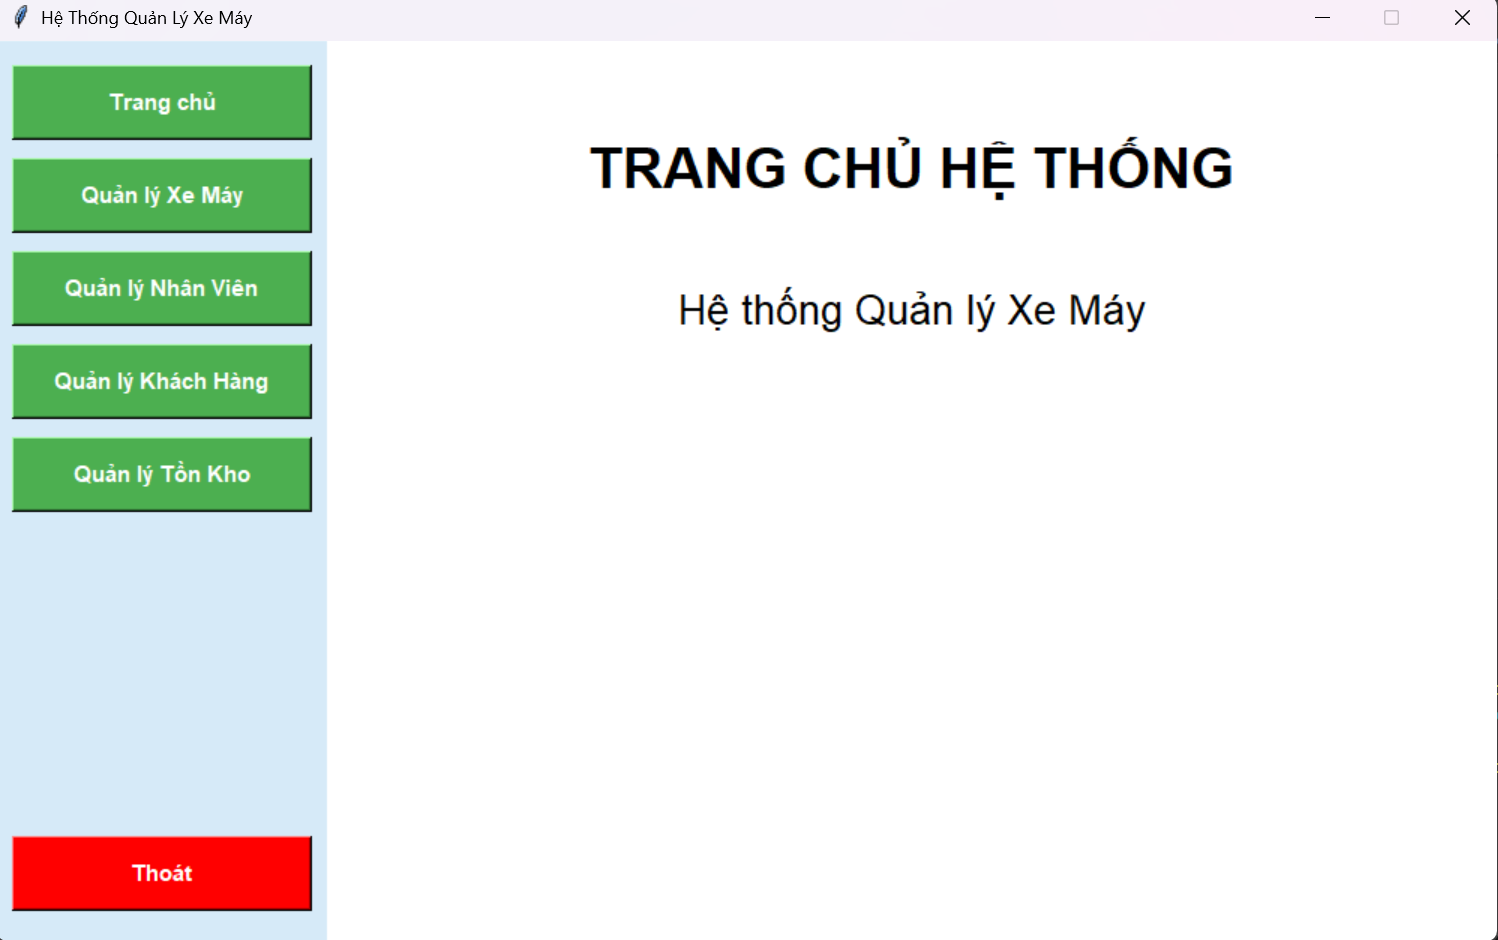 Hệ Thống Quản Lý Xe Máy
Trang chủ
Quản lý Xe Máy
Quản lý Nhân Viên
Quản lý Khách Hàng
Quản lý Tồn Kho
Thoát
TRANG CHỦ HỆ THỐNG
Hệ thống Quản lý Xe Máy